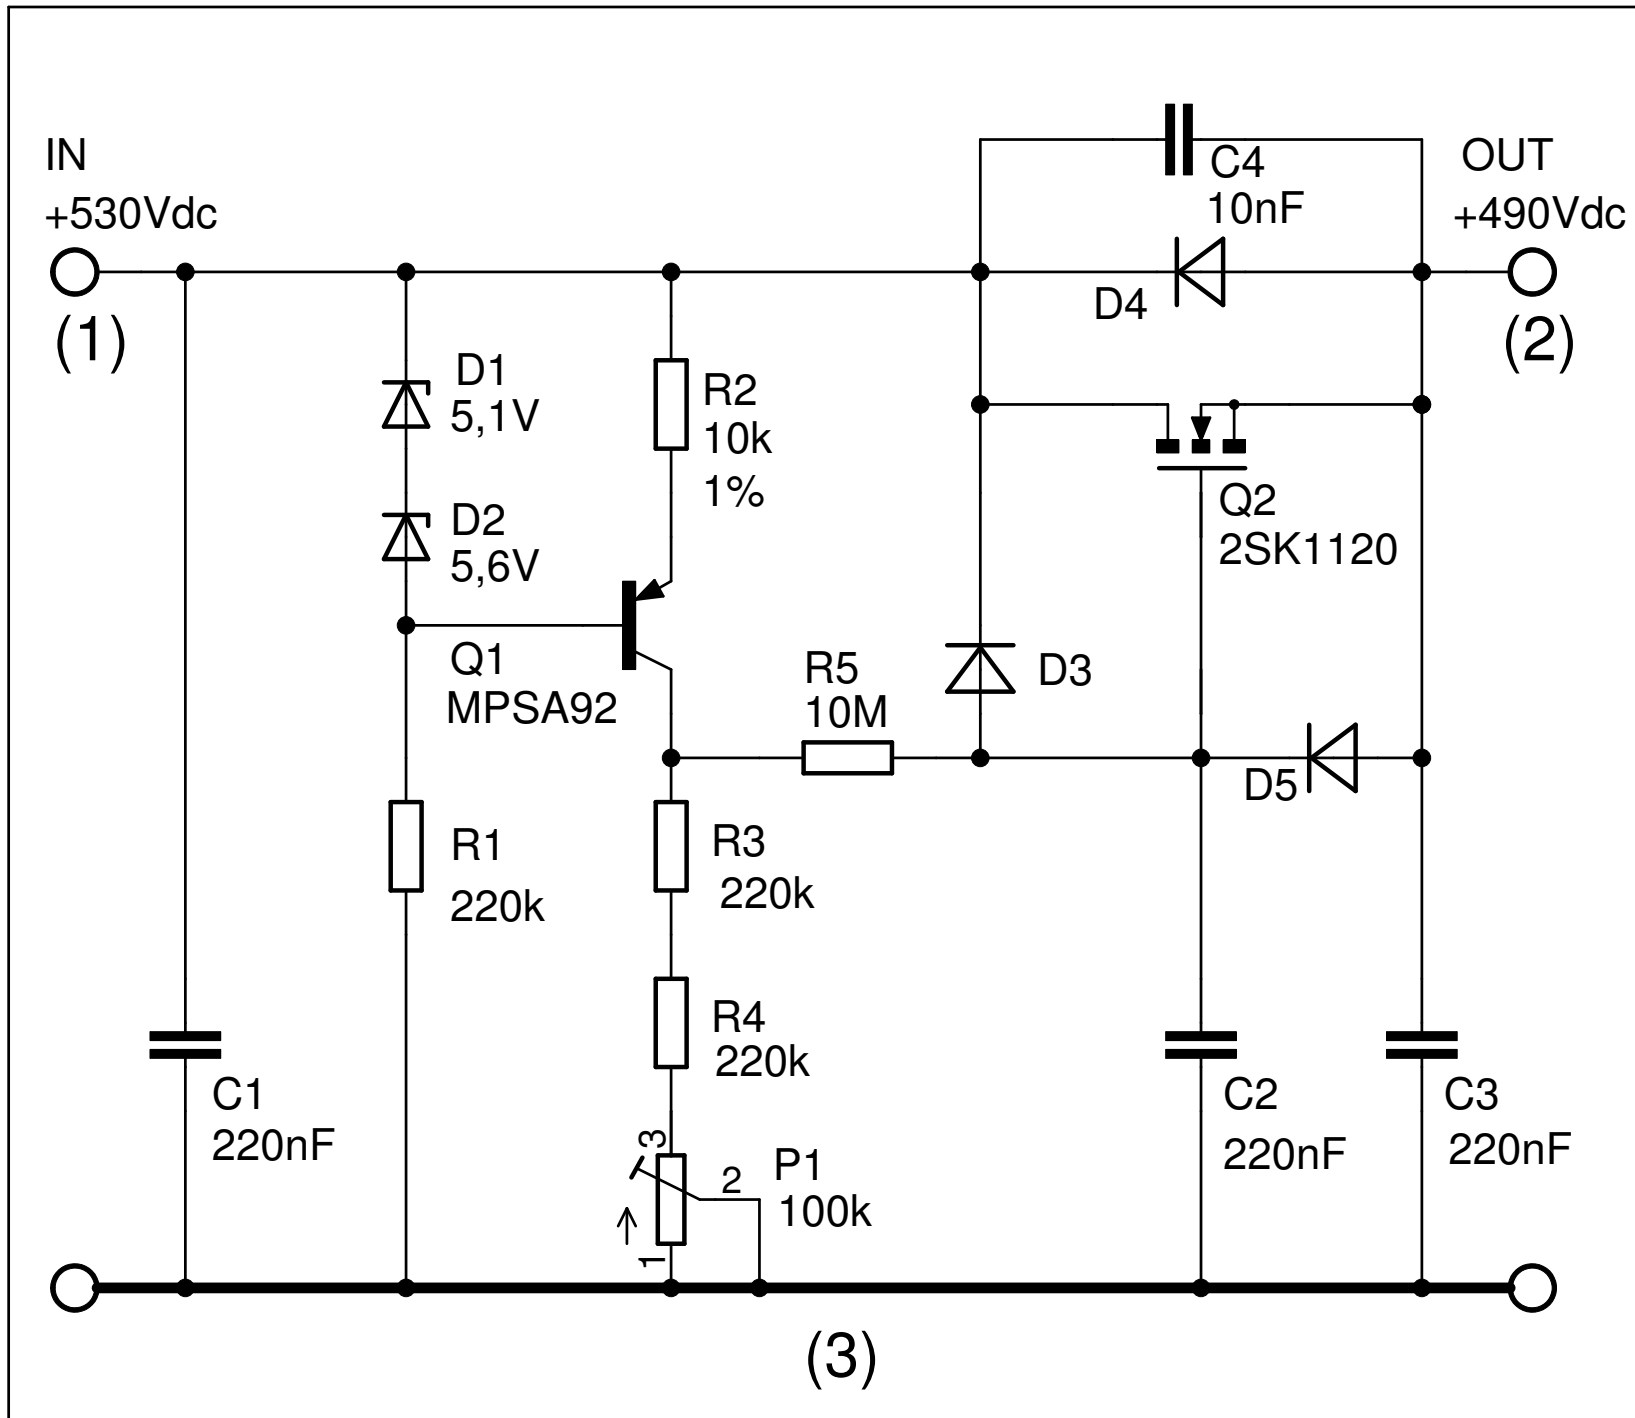 IN
+530Vdc
(1)
C4
10nF
OUT
+490Vdc
(2)
D4
D1
5,1V
R2
10k
1%
D2
5,6V
Q2
2SK1120
Q1
MPSA92
R5
10M
D3
D5
R1
220k
R3
220k
R4
220k
C1
220nF
C2
220nF
C3
220nF
3
2
1
P1
100k
(3)